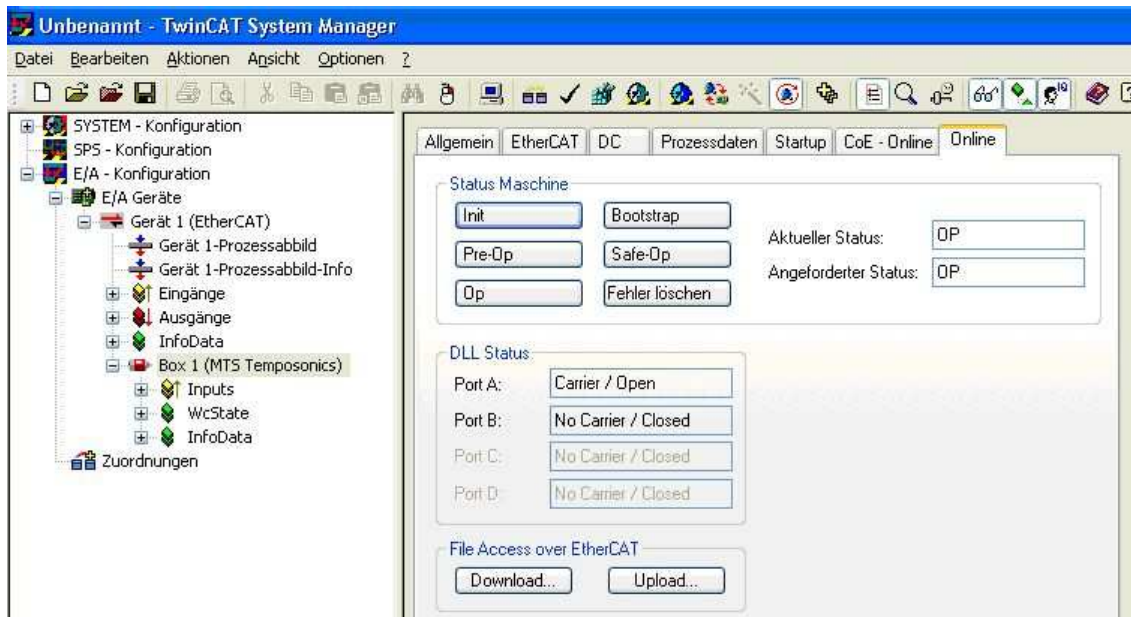 Unbenannt - TwinCAT System Manager
Datei Bearbeiten Aktionen Ansicht Optionen ?
SYSTEM - Konfiguration
SPS - Konfiguration
E/A - Konfiguration
E/A Geräte
Gerät 1 (EtherCAT)
Gerät 1-Prozessabbild
Gerät 1-Prozessabbild-Info
Eingänge
Ausgänge
InfoData
Box 1 (MTS Temposonics)
Inputs
WcState
InfoData
Zuordnungen
Allgemein EtherCAT DC Prozessdaten Startup CoE - Online Online
Status Maschine
Init Bootstrap
Pre-Op Safe-Op
Op Fehler löschen
Aktueller Status: OP
Angeforderter Status: OP
DLL Status
Port A: Carrier / Open
Port B: No Carrier / Closed
Port C: No Carrier / Closed
Port D: No Carrier / Closed
File Access over EtherCAT
Download... Upload...